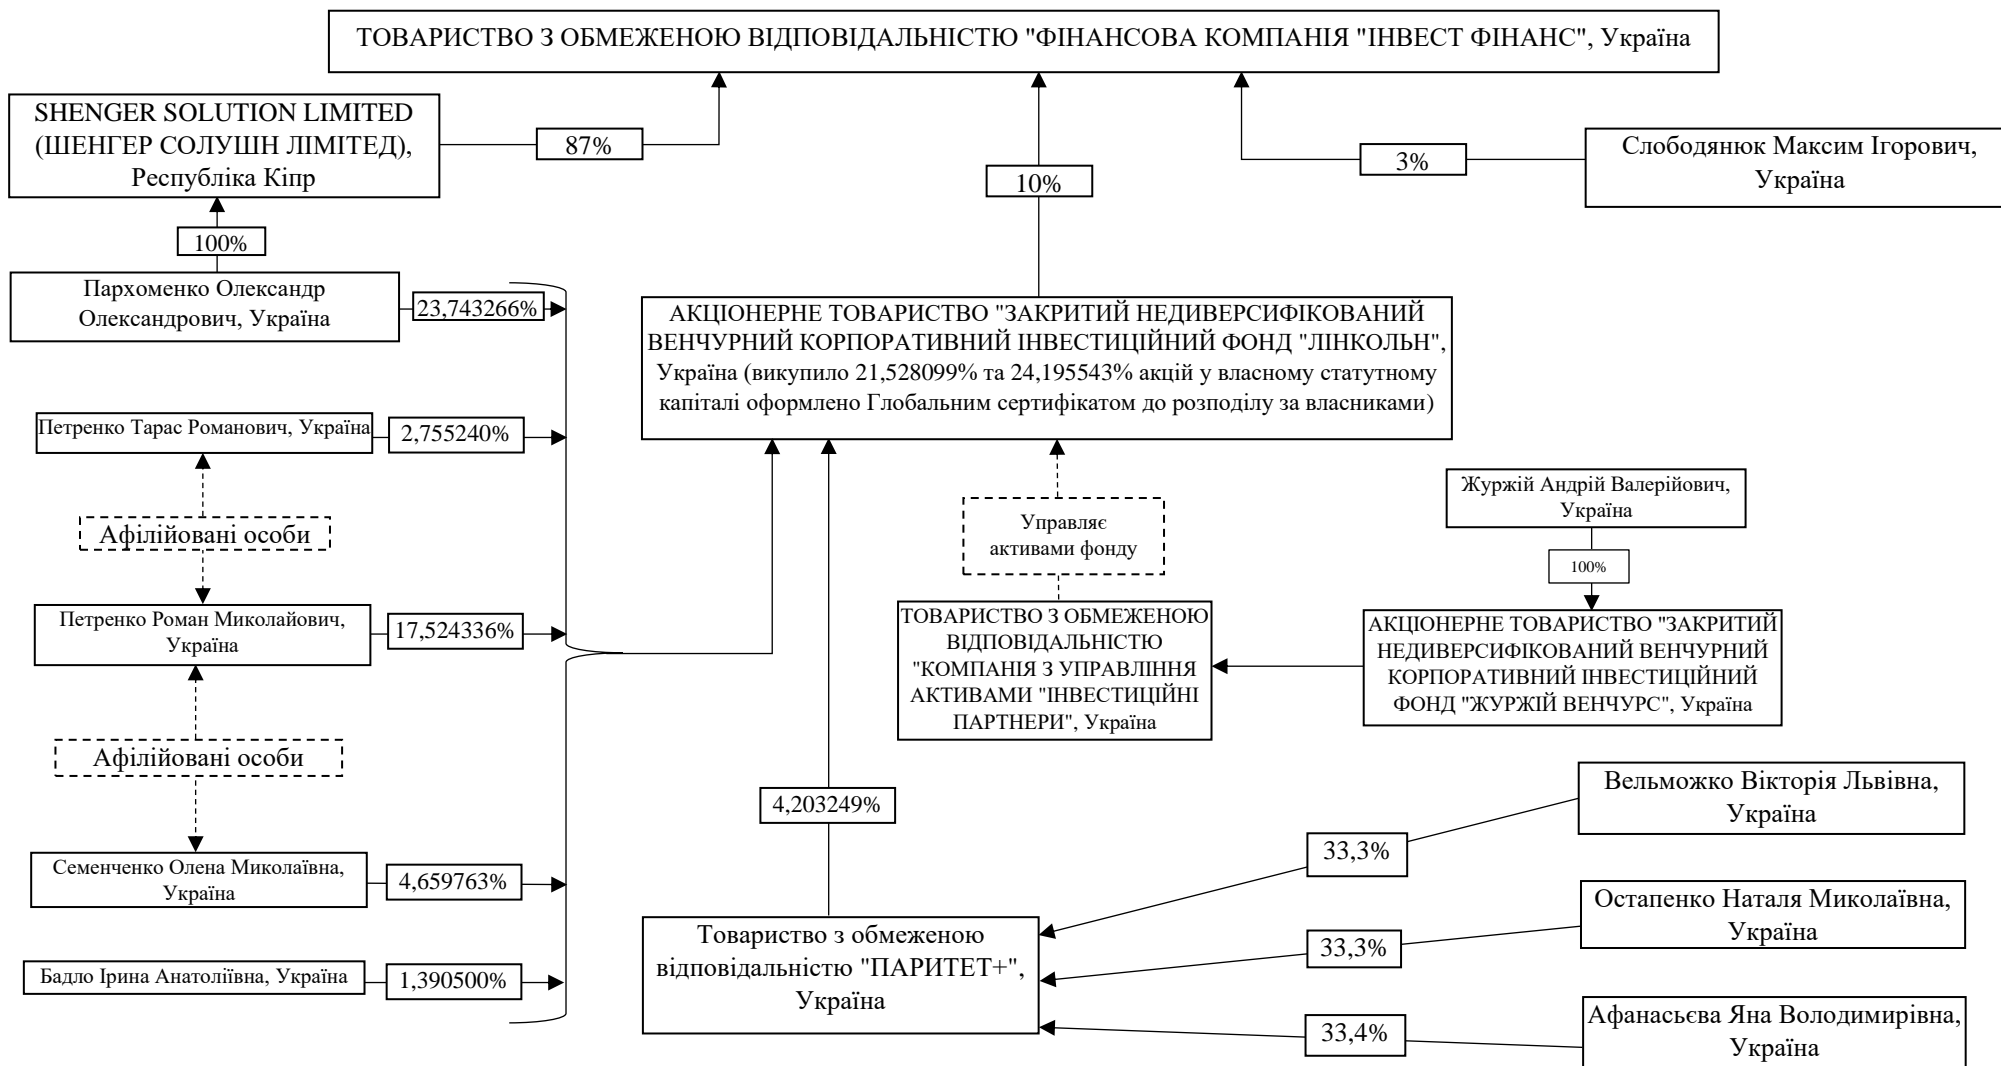 ТОВАРИСТВО З ОБМЕЖЕНОЮ ВІДПОВІДАЛЬНІСТЮ "ФІНАНСОВА КОМПАНІЯ "ІНВЕСТ ФІНАНС", Україна
SHENGER SOLUTION LIMITED
(ШЕНГЕР СОЛУШН ЛІМІТЕД),
Республіка Кіпр
87%
10%
3%
Слободянюк Максим Ігорович,
Україна
100%
Пархоменко Олександр
Олександрович, Україна
23,743266%
АКЦІОНЕРНЕ ТОВАРИСТВО "ЗАКРИТИЙ НЕДИВЕРСИФІКОВАНИЙ
ВЕНЧУРНИЙ КОРПОРАТИВНИЙ ІНВЕСТИЦІЙНИЙ ФОНД "ЛІНКОЛЬН",
Україна (викупило 21,528099% та 24,195543% акцій у власному статутному
капіталі оформлено Глобальним сертифікатом до розподілу за власниками)
Петренко Тарас Романович, Україна
2,755240%
Афілійовані особи
Управляє
активами фонду
Журжій Андрій Валерійович,
Україна
100%
Петренко Роман Миколайович,
Україна
17,524336%
ТОВАРИСТВО З ОБМЕЖЕНОЮ
ВІДПОВІДАЛЬНІСТЮ
"КОМПАНІЯ З УПРАВЛІННЯ
АКТИВАМИ "ІНВЕСТИЦІЙНІ
ПАРТНЕРИ", Україна
АКЦІОНЕРНЕ ТОВАРИСТВО "ЗАКРИТИЙ
НЕДИВЕРСИФІКОВАНИЙ ВЕНЧУРНИЙ
КОРПОРАТИВНИЙ ІНВЕСТИЦІЙНИЙ
ФОНД "ЖУРЖІЙ ВЕНЧУРС", Україна
Афілійовані особи
4,203249%
Вельможко Вікторія Львівна,
Україна
33,3%
Семенченко Олена Миколаївна,
Україна
4,659763%
Остапенко Наталя Миколаївна,
Україна
33,3%
Товариство з обмеженою
відповідальністю "ПАРИТЕТ+",
Україна
Бадло Ірина Анатоліївна, Україна
1,390500%
33,4%
Афанасьєва Яна Володимирівна,
Україна